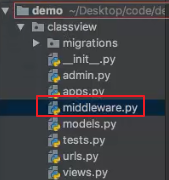 demo ~/Desktop/code/de
classview
migrations
__init__.py
admin.py
apps.py
middleware.py
models.py
tests.py
urls.py
views.py